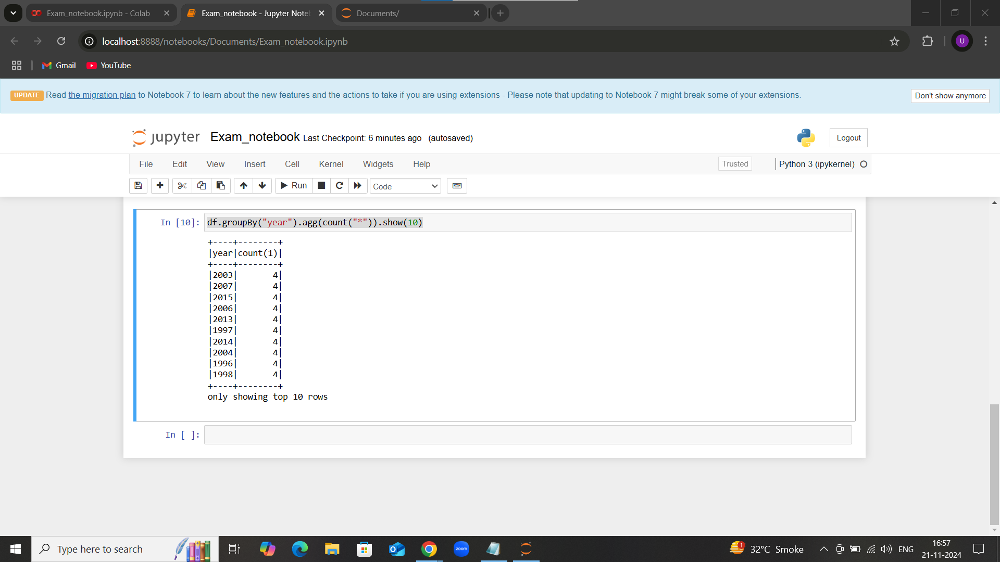 Exam_notebook.ipynb - Colab
Exam_notebook - Jupyter Note
Documents/
localhost:8888/notebooks/Documents/Exam_notebook.ipynb
U
Gmail
YouTube
UPDATE Read the migration plan to Notebook 7 to learn about the new features and the actions to take if you are using extensions - Please note that updating to Notebook 7 might break some of your extensions.
Don't show anymore
jupyter Exam_notebook Last Checkpoint: 6 minutes ago (autosaved)
Logout
File Edit View Insert Cell Kernel Widgets Help
Trusted
Python 3 (ipykernel)
Run
Code
In [10]: df.groupBy("year").agg(count("*")).show(10)
+----+--------+
|year|count(1)|
+----+--------+
|2003|       4|
|2007|       4|
|2015|       4|
|2006|       4|
|2013|       4|
|1997|       4|
|2014|       4|
|2004|       4|
|1996|       4|
|1998|       4|
+----+--------+
only showing top 10 rows
In [ ]:
Type here to search
zoom
1
32°C Smoke
ENG
16:57
21-11-2024